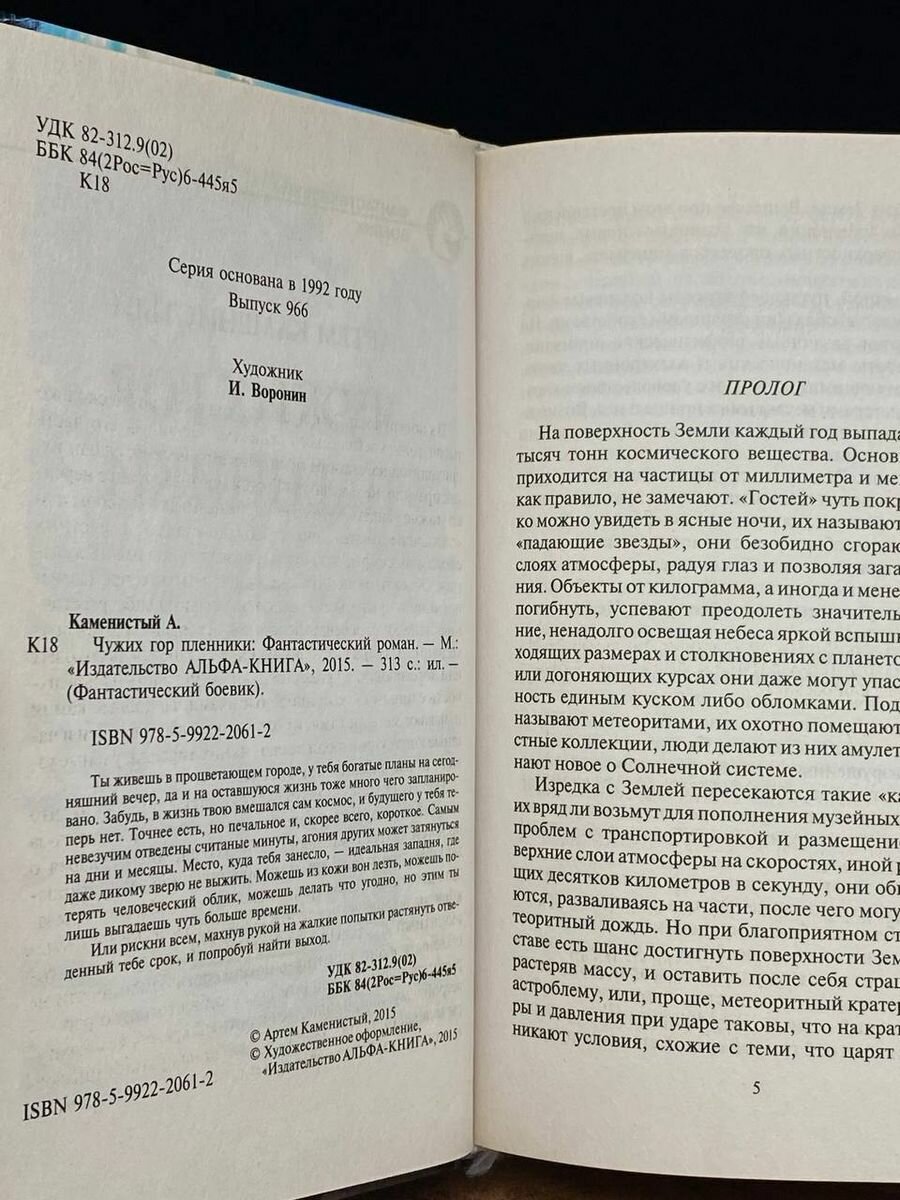 УДК 82-312.9(02)
ББК 84(2Рос=Рус)6-445я5
К18
Серия основана в 1992 году
Выпуск 966
Художник
И. Воронин
Каменистый А.
К18 Чужих гор пленники: Фантастический роман. — М.:
«Издательство АЛЬФА-КНИГА», 2015. — 313 с.: ил. —
(Фантастический боевик).
ISBN 978-5-9922-2061-2
Ты живешь в процветающем городе, у тебя богатые планы на сегод-
няшний вечер, да и на оставшуюся жизнь тоже много чего запланиро-
вано. Забудь, в жизнь твою вмешался сам космос, и будущего у тебя те-
перь нет. Точнее есть, но печальное и, скорее всего, короткое. Самым
невезучим отведены считаные минуты, агония других может затянуться
на дни и месяцы. Место, куда тебя занесло, — идеальная западня, где
даже дикому зверю не выжить. Можешь из кожи вон лезть, можешь по-
терять человеческий облик, можешь делать что угодно, но этим ты
лишь выгадаешь чуть больше времени.
Или рискни всем, махнув рукой на жалкие попытки растянуть отве-
денный тебе срок, и попробуй найти выход.
УДК 82-312.9(02)
ББК 84(2Рос=Рус)6-445я5
© Артем Каменистый, 2015
© Художественное оформление,
«Издательство АЛЬФА-КНИГА», 2015
ISBN 978-5-9922-2061-2
ПРОЛОГ
На поверхность Земли каждый год выпада
тысяч тонн космического вещества. Основ
приходится на частицы от миллиметра и ме
как правило, не замечают. «Гостей» чуть покр
ко можно увидеть в ясные ночи, их называют
«падающие звезды», они безобидно сгораю
слоях атмосферы, радуя глаз и позволяя зага
ния. Объекты от килограмма, а иногда и мене
погибнуть, успевают преодолеть значитель
ние, ненадолго освещая небеса яркой вспышк
ходящих размерах и столкновениях с плането
или догоняющих курсах они даже могут упас
ность единым куском либо обломками. Под
называют метеоритами, их охотно помещают
стные коллекции, люди делают из них амулет
нают новое о Солнечной системе.
Изредка с Землей пересекаются такие «ка
их вряд ли возьмут для пополнения музейных
проблем с транспортировкой и размещение
верхние слои атмосферы на скоростях, иной р
щих десятков километров в секунду, они обы
ются, разваливаясь на части, после чего могу
теоритный дождь. Но при благоприятном ст
ставе есть шанс достигнуть поверхности Зем
растеряв массу, и оставить после себя страш
астроблему, или, проще, метеоритный кратер
ры и давления при ударе таковы, что на крат
никают условия, схожие с теми, что царят
5